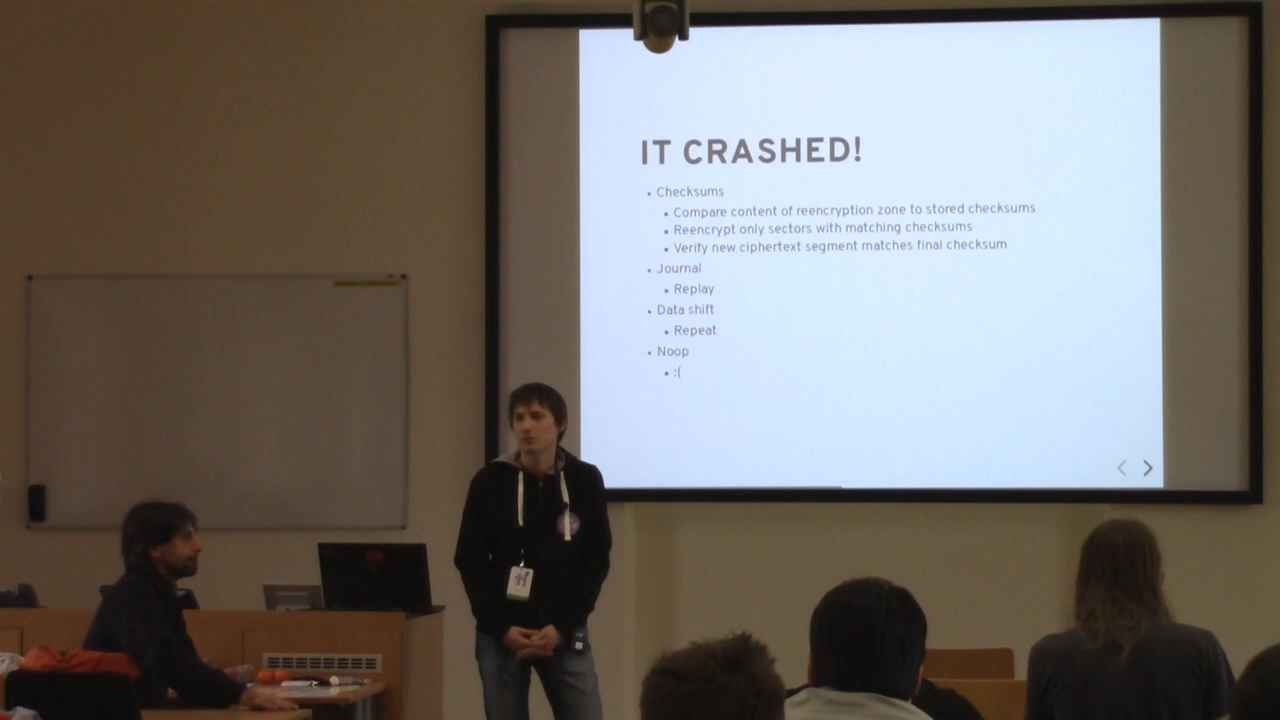 IT CRASHED!
Checksums
Compare content of reencryption zone to stored checksums
Reencrypt only sectors with matching checksums
Verify new ciphertext segment matches final checksum
Journal
Replay
Data shift
Repeat
Noop
:(